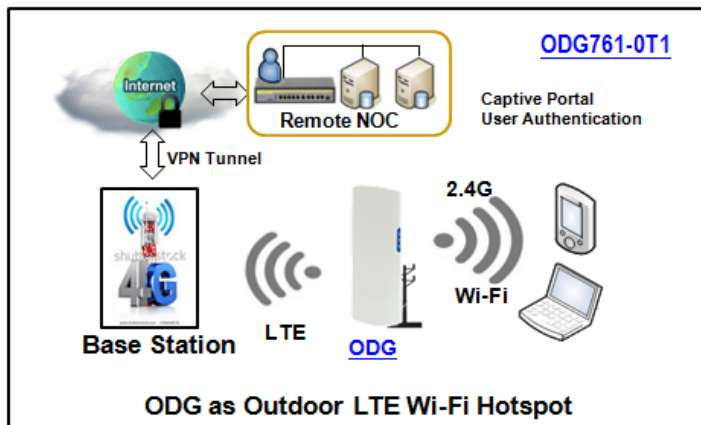 ODG761-0T1
Internet
Remote NOC
Captive Portal
User Authentication
VPN Tunnel
2.4G
shutterstock
4G
Wi-Fi
LTE
Base Station
ODG
ODG as Outdoor LTE Wi-Fi Hotspot